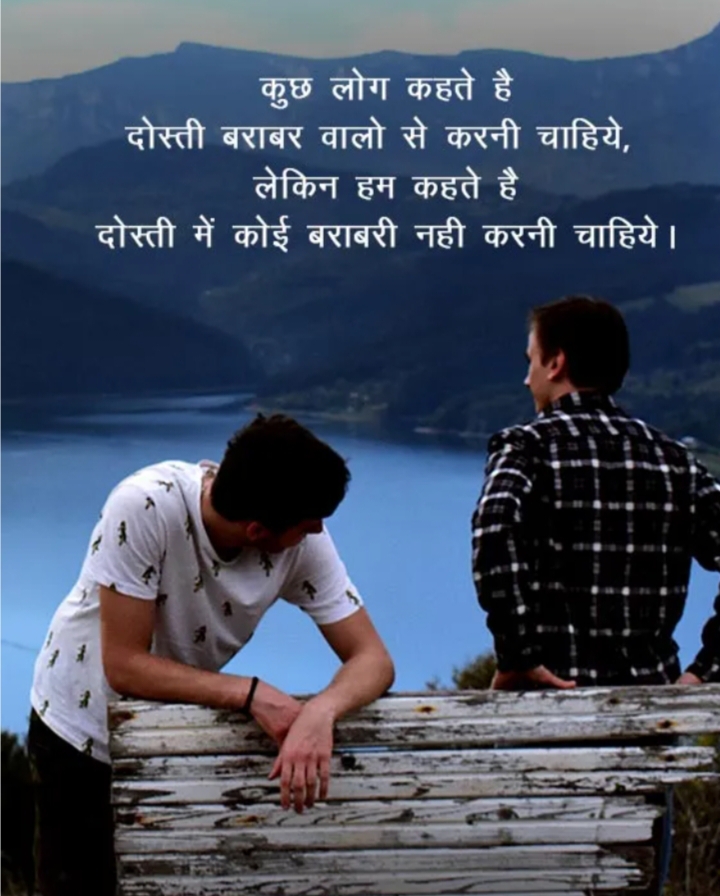 कुछ लोग कहते है
दोस्ती बराबर वालो से करनी चाहिये,
लेकिन हम कहते है
दोस्ती में कोई बराबरी नही करनी चाहिये।